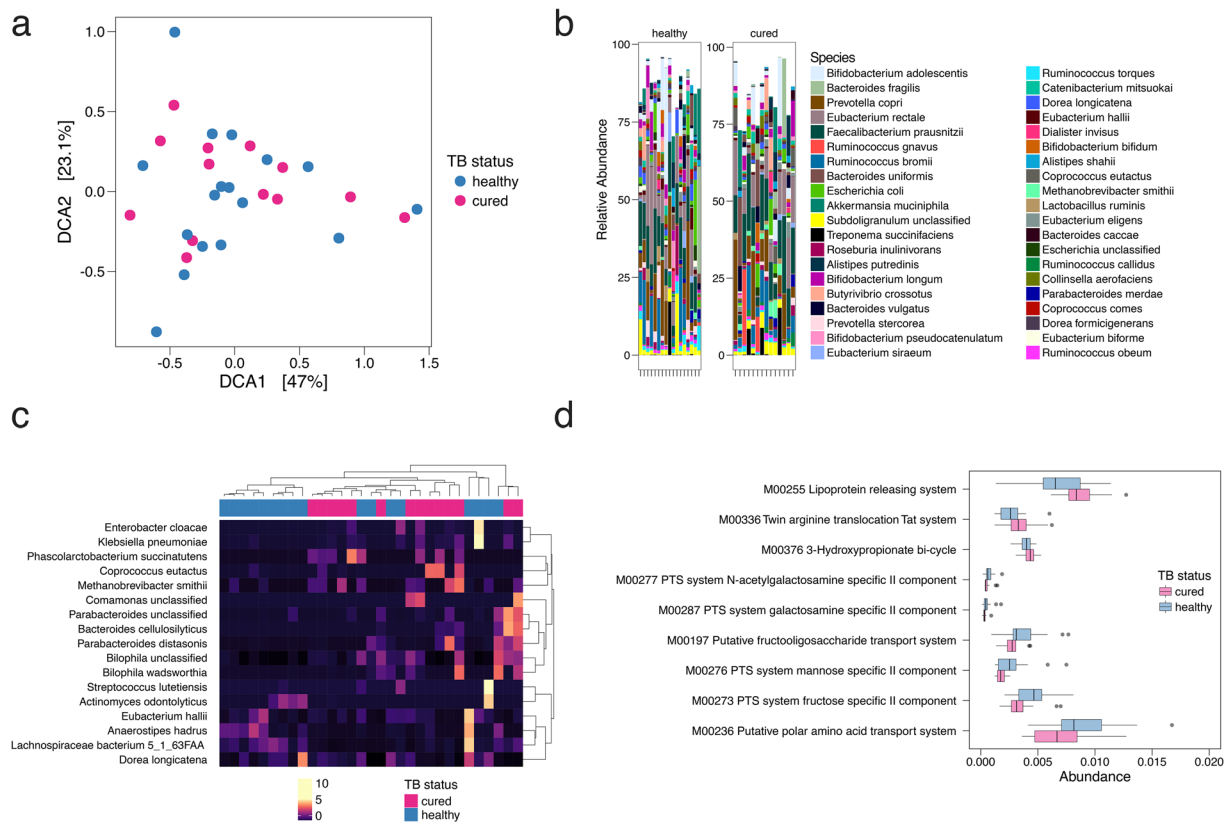 a
1.0
0.5
0.0
-0.5
DCA2 [23.1%]
-0.5
0.0
0.5
1.0
1.5
DCA1 [47%]
TB status
healthy
cured
b
healthy
cured
100
75
50
25
0
100
75
50
25
0
Relative Abundance
Species
Bifidobacterium adolescentis
Bacteroides fragilis
Prevotella copri
Eubacterium rectale
Faecalibacterium prausnitzii
Ruminococcus gnavus
Ruminococcus bromii
Bacteroides uniformis
Escherichia coli
Akkermansia muciniphila
Subdoligranulum unclassified
Treponema succinifaciens
Roseburia inulinivorans
Alistipes putredinis
Bifidobacterium longum
Butyrivibrio crossotus
Bacteroides vulgatus
Prevotella stercorea
Bifidobacterium pseudocatenulatum
Eubacterium siraeum
Ruminococcus torques
Catenibacterium mitsuokai
Dorea longicatena
Eubacterium hallii
Dialister invisus
Bifidobacterium bifidum
Alistipes shahii
Coprococcus eutactus
Methanobrevibacter smithii
Lactobacillus ruminis
Eubacterium eligens
Bacteroides caccae
Escherichia unclassified
Ruminococcus callidus
Collinsella aerofaciens
Parabacteroides merdae
Coprococcus comes
Dorea formicigenerans
Eubacterium biforme
Ruminococcus obeum
c
Enterobacter cloacae
Klebsiella pneumoniae
Phascolarctobacterium succinatutens
Coprococcus eutactus
Methanobrevibacter smithii
Comamonas unclassified
Parabacteroides unclassified
Bacteroides cellulosilyticus
Parabacteroides distasonis
Bilophila unclassified
Bilophila wadsworthia
Streptococcus lutetiensis
Actinomyces odontolyticus
Eubacterium hallii
Anaerostipes hadrus
Lachnospiraceae bacterium 5_1_63FAA
Dorea longicatena
10
5
0
TB status
cured
healthy
d
M00255 Lipoprotein releasing system
M00336 Twin arginine translocation Tat system
M00376 3-Hydroxypropionate bi-cycle
M00277 PTS system N-acetylgalactosamine specific II component
M00287 PTS system galactosamine specific II component
M00197 Putative fructooligosaccharide transport system
M00276 PTS system mannose specific II component
M00273 PTS system fructose specific II component
M00236 Putative polar amino acid transport system
TB status
cured
healthy
0.000
0.005
0.010
0.015
0.020
Abundance